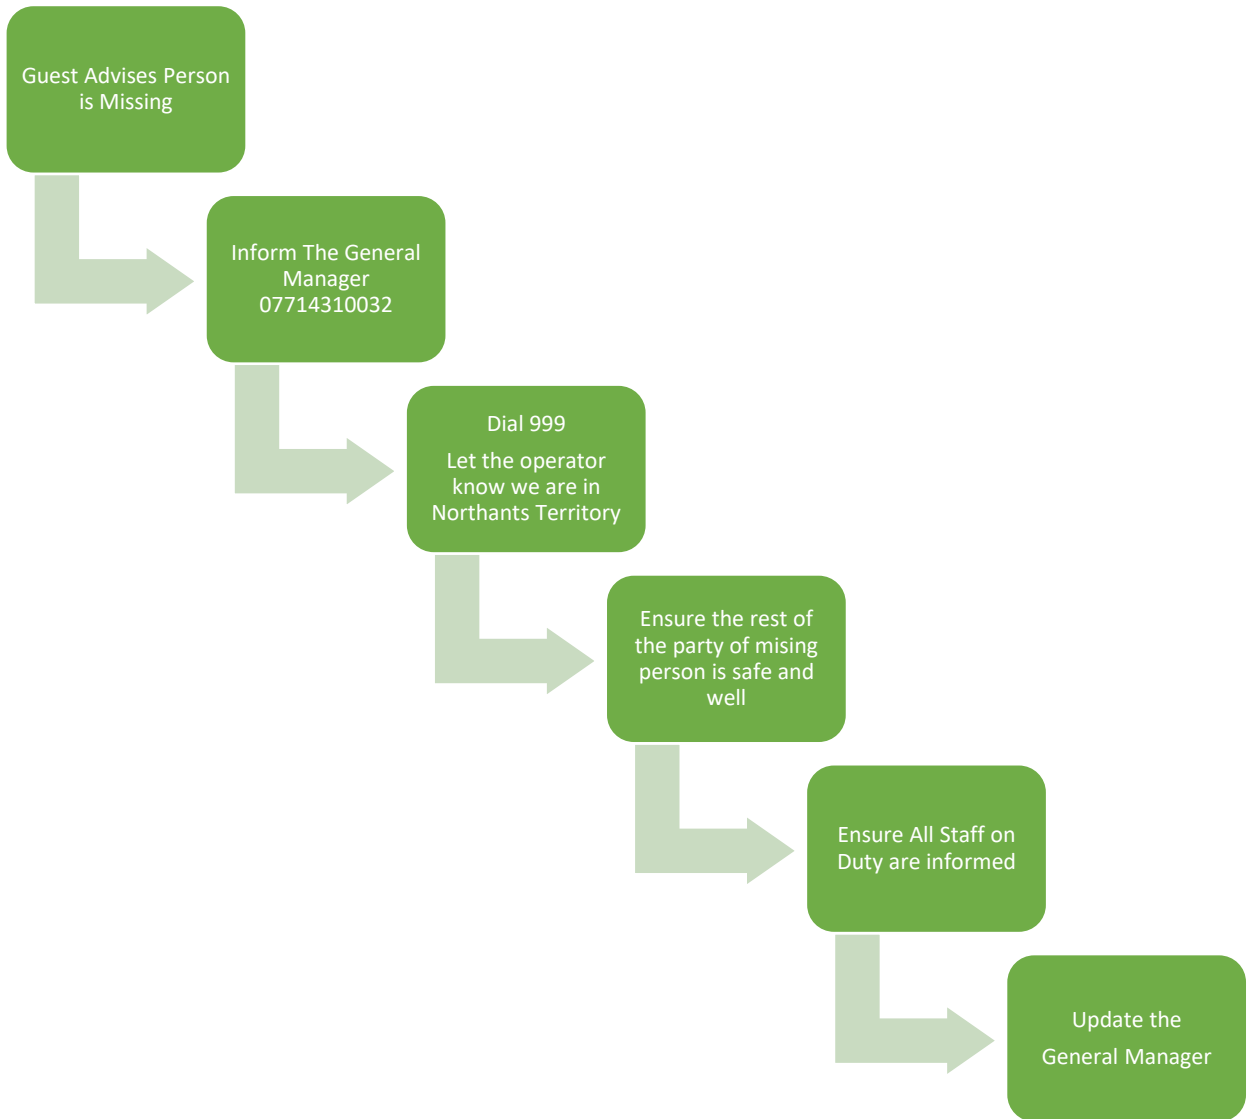 Guest Advises Person
is Missing
Inform The General
Manager
07714310032
Dial 999
Let the operator
know we are in
Northants Territory
Ensure the rest of
the party of mising
person is safe and
well
Ensure All Staff on
Duty are informed
Update the
General Manager